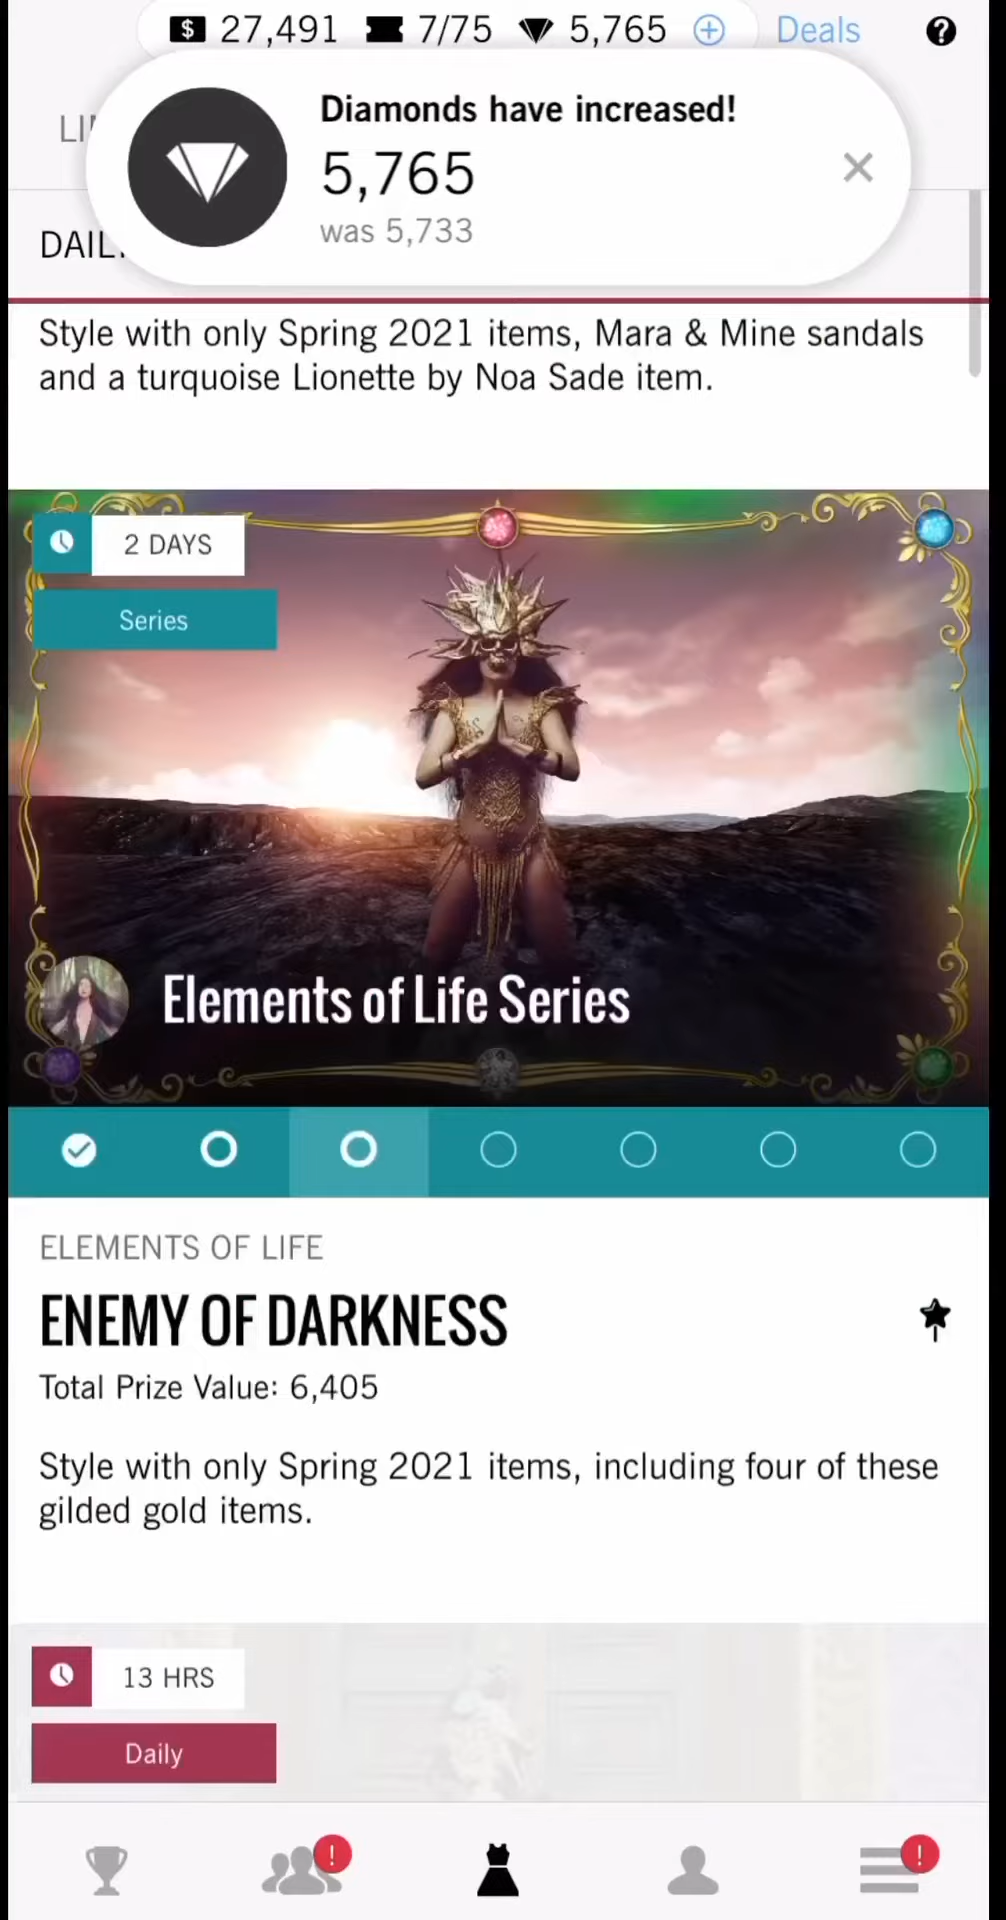 $ 27,491 7/75 5,765 + Deals ?
Diamonds have increased!
5,765
was 5,733
Style with only Spring 2021 items, Mara & Mine sandals
and a turquoise Lionette by Noa Sade item.
2 DAYS
Series
Elements of Life Series
ELEMENTS OF LIFE
ENEMY OF DARKNESS
Total Prize Value: 6,405
Style with only Spring 2021 items, including four of these
gilded gold items.
13 HRS
Daily
! !